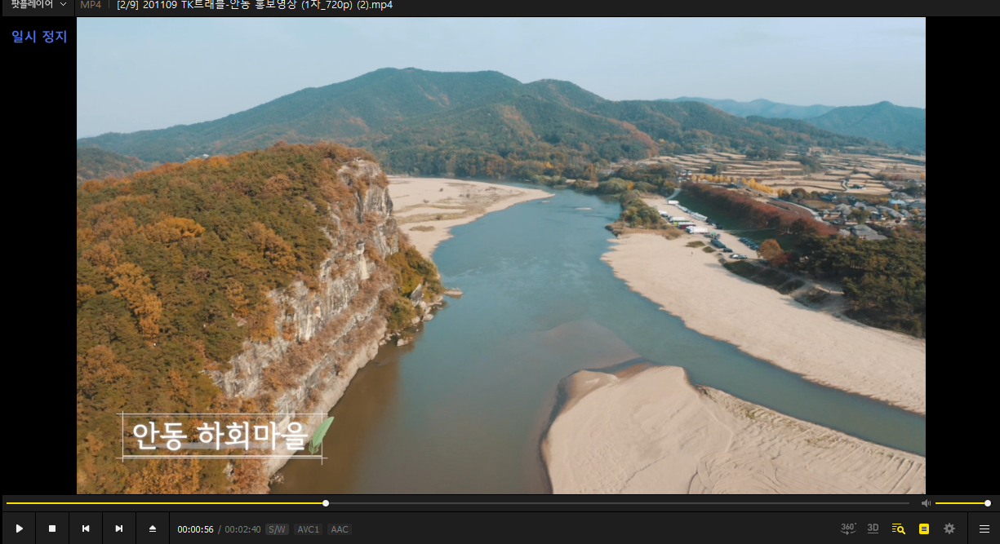 팟플레이어 MP4 [2/9] 201109 TK트래블-안동 홍보영상 (1차_720p) (2).mp4
일시 정지
안동 하회마을
00:00:56 / 00:02:40 S/W AVC1 AAC 360° 3D